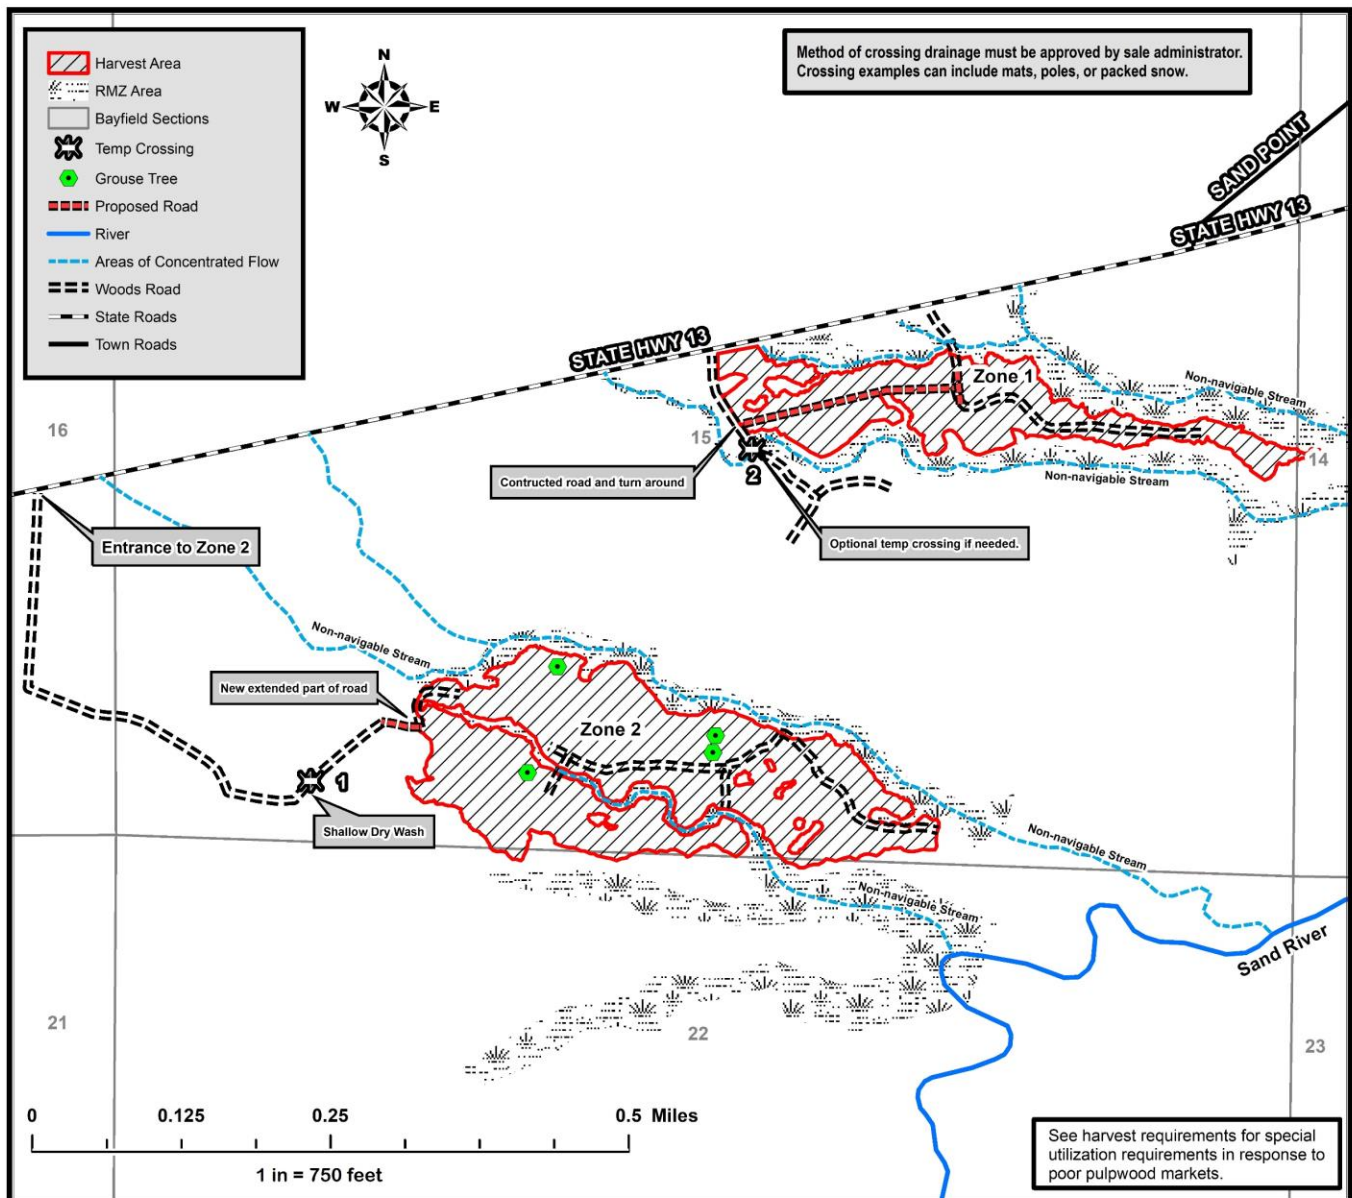 Harvest Area
RMZ Area
Bayfield Sections
Temp Crossing
Grouse Tree
Proposed Road
River
Areas of Concentrated Flow
Woods Road
State Roads
Town Roads
N
W E
S
Method of crossing drainage must be approved by sale administrator.
Crossing examples can include mats, poles, or packed snow.
SAND POINT
STATE HWY 13
STATE HWY 13
Zone 1
Non-navigable Stream
16
15
14
2
Contructed road and turn around
Non-navigable Stream
Optional temp crossing if needed.
Entrance to Zone 2
Non-navigable Stream
New extended part of road
Zone 2
1
Shallow Dry Wash
Non-navigable Stream
Non-navigable Stream
Sand River
21
22
23
0 0.125 0.25 0.5 Miles
1 in = 750 feet
See harvest requirements for special
utilization requirements in response to
poor pulpwood markets.